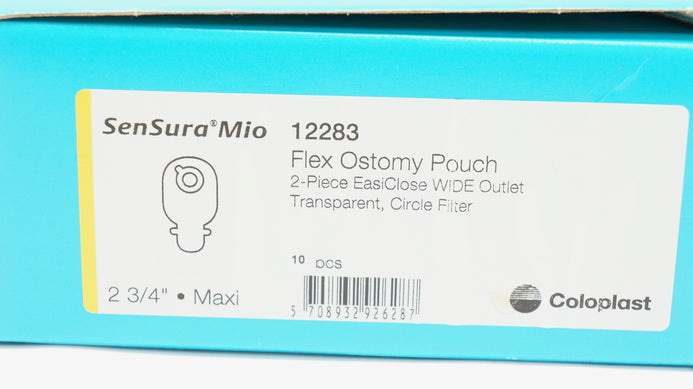 SenSura® Mio
12283
Flex Ostomy Pouch
2-Piece EasiClose WIDE Outlet
Transparent, Circle Filter
10 pcs
2 3/4" • Maxi
5 708932 926287
Coloplast